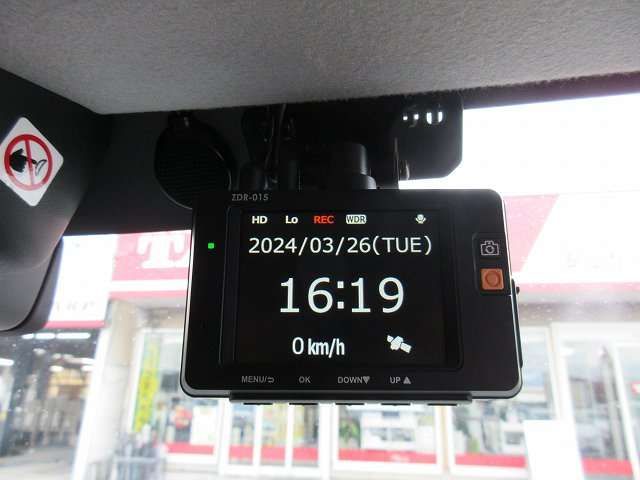 ZDR-015
HD Lo REC WDR
2024/03/26(TUE)
16:19
0 km/h
MENU/⮌ OK DOWN▼ UP▲